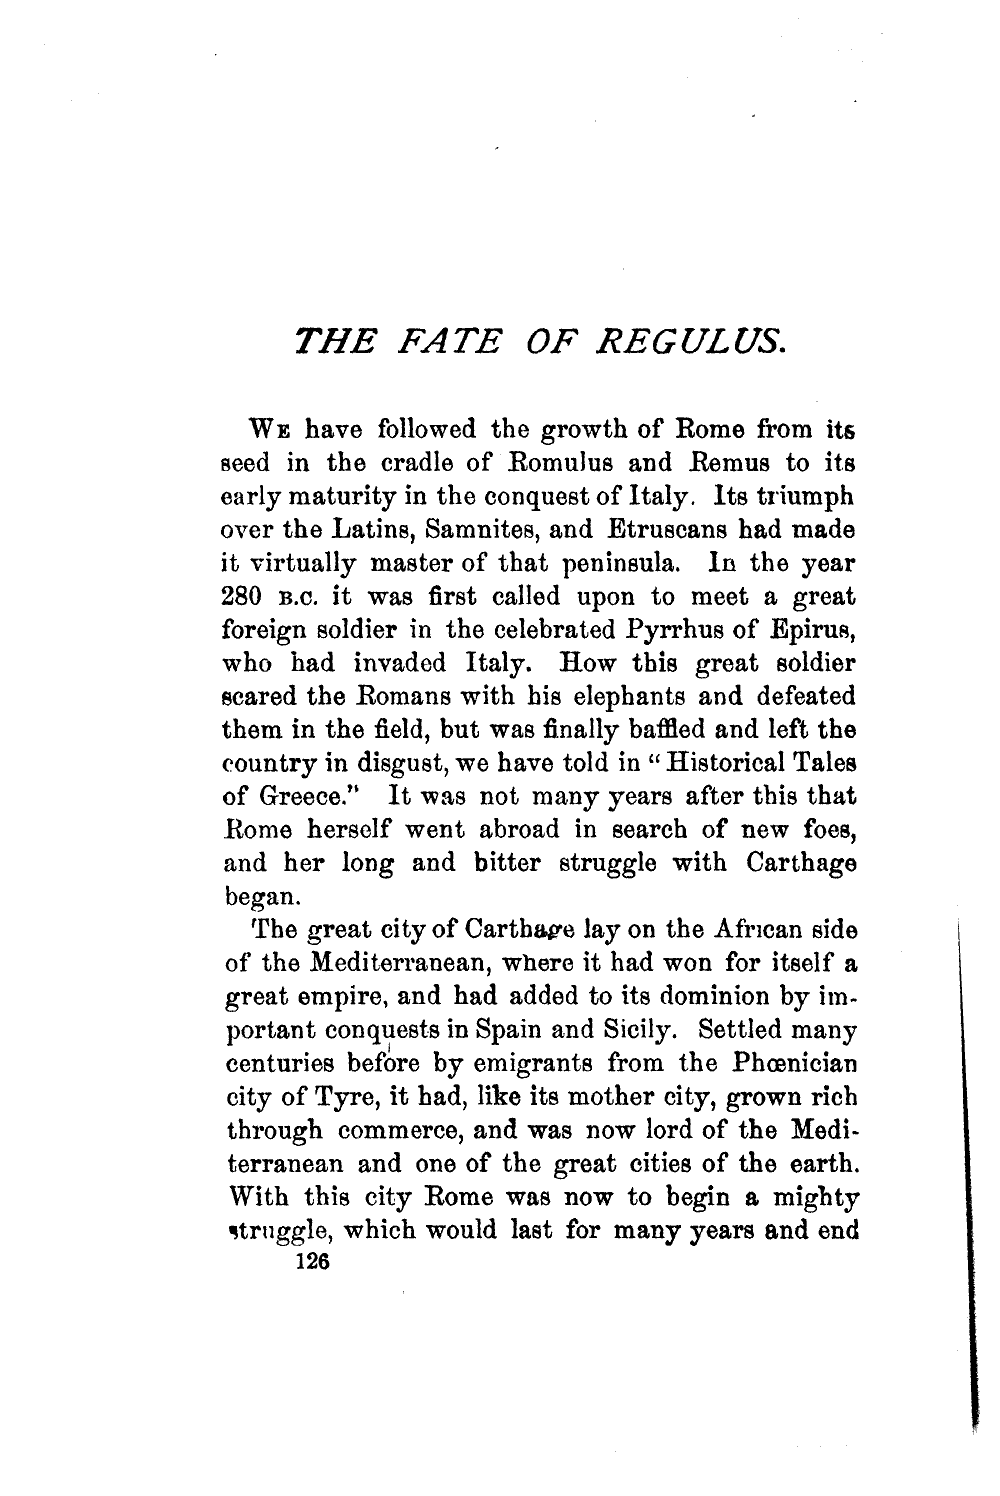 THE FATE OF REGULUS.
WE have followed the growth of Rome from its
seed in the cradle of Romulus and Remus to its
early maturity in the conquest of Italy. Its triumph
over the Latins, Samnites, and Etruscans had made
it virtually master of that peninsula. In the year
280 B.C. it was first called upon to meet a great
foreign soldier in the celebrated Pyrrhus of Epirus,
who had invaded Italy. How this great soldier
scared the Romans with his elephants and defeated
them in the field, but was finally baffled and left the
country in disgust, we have told in “Historical Tales
of Greece.” It was not many years after this that
Rome herself went abroad in search of new foes,
and her long and bitter struggle with Carthage
began.
The great city of Carthage lay on the African side
of the Mediterranean, where it had won for itself a
great empire, and had added to its dominion by im-
portant conquests in Spain and Sicily. Settled many
centuries before by emigrants from the Phœnician
city of Tyre, it had, like its mother city, grown rich
through commerce, and was now lord of the Medi-
terranean and one of the great cities of the earth.
With this city Rome was now to begin a mighty
struggle, which would last for many years and end
126